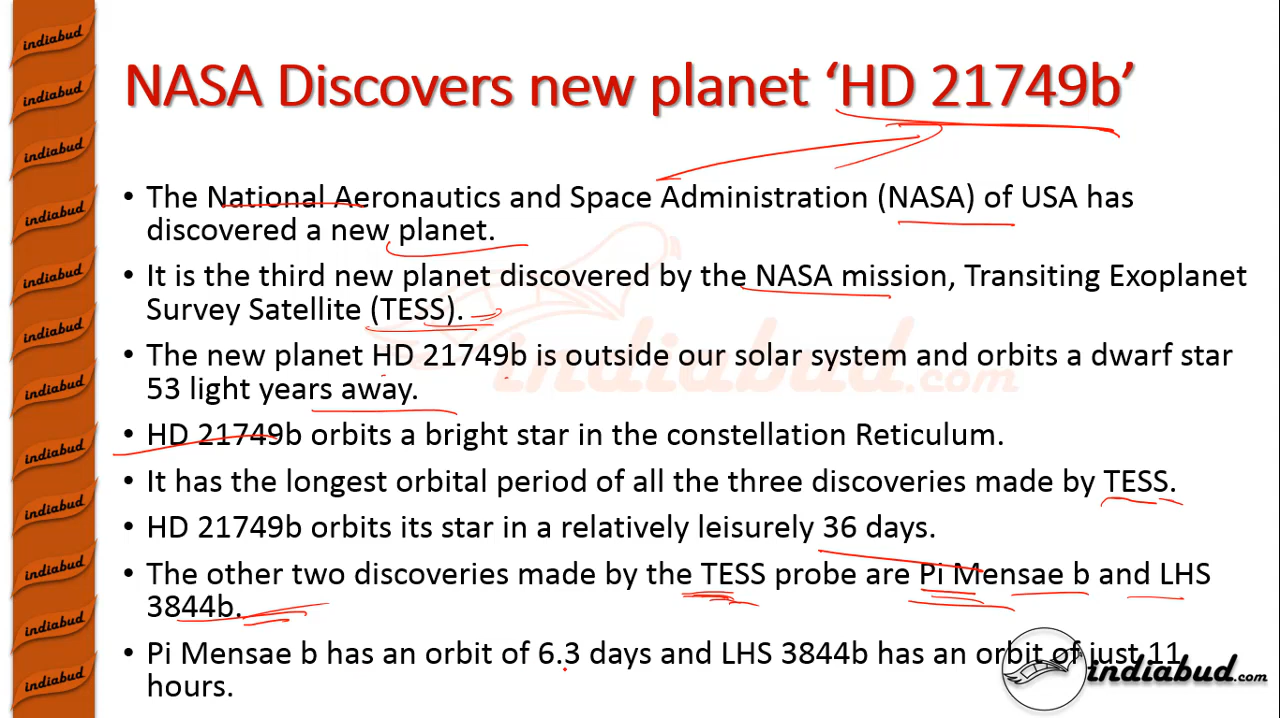 NASA Discovers new planet ‘HD 21749b’
• The National Aeronautics and Space Administration (NASA) of USA has
discovered a new planet.
• It is the third new planet discovered by the NASA mission, Transiting Exoplanet
Survey Satellite (TESS).
• The new planet HD 21749b is outside our solar system and orbits a dwarf star
53 light years away.
• HD 21749b orbits a bright star in the constellation Reticulum.
• It has the longest orbital period of all the three discoveries made by TESS.
• HD 21749b orbits its star in a relatively leisurely 36 days.
• The other two discoveries made by the TESS probe are Pi Mensae b and LHS
3844b.
• Pi Mensae b has an orbit of 6.3 days and LHS 3844b has an orbit of just 11
hours.
indiabud
indiabud
indiabud
indiabud
indiabud
indiabud
indiabud
indiabud
indiabud
indiabud
indiabud
indiabud
indiabud.com
indiabud.com